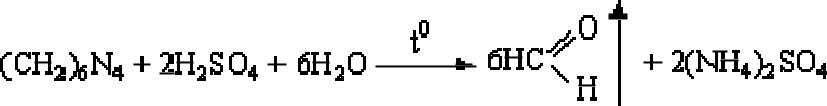 (CH₂)₆N₄ + 2H₂SO₄ + 6H₂O —t⁰→ 6HC(=O)H ↑ + 2(NH₄)₂SO₄